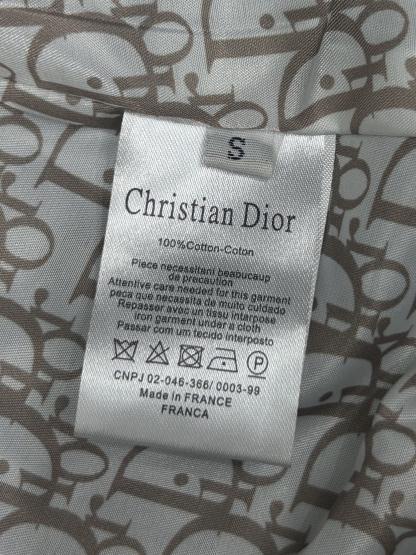 S
Christian Dior
100%Cotton-Coton
Piece necessitani beabucaup
de precaution
Attentive care needed for this garment
peca que necassita de muito cuidado
Repasser avec un tissu interpose
iron garment under a cloth
Passar com um tecido interposto
P
CNPJ 02-046-366/ 0003-99
Made in FRANCE
FRANCA